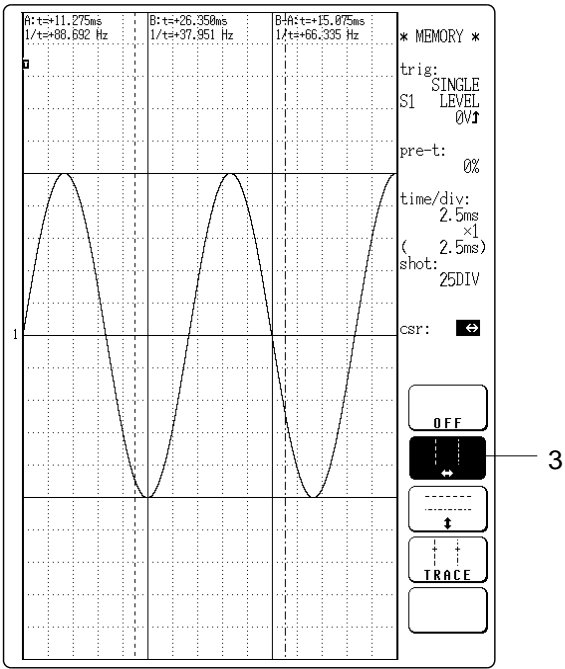 A:t=+11.275ms B:t=+26.350ms B-A:t=+15.075ms
1/t=+88.692 Hz 1/t=+37.951 Hz 1/t=+66.335 Hz
* MEMORY *
trig:
SINGLE
S1 LEVEL
0V↥
pre-t:
0%
time/div:
2.5ms
×1
( 2.5ms)
shot:
25DIV
1
csr: ⇔
OFF
3
TRACE